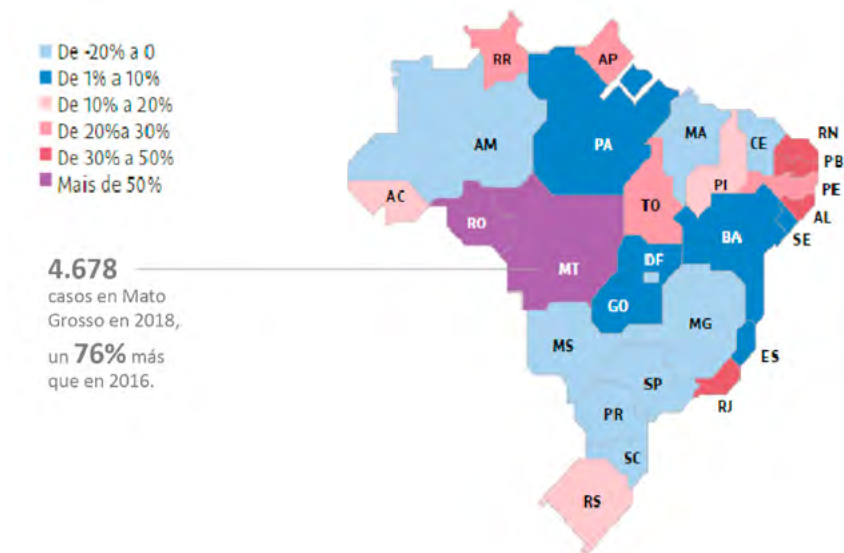 De -20% a 0
De 1% a 10%
De 10% a 20%
De 20%a 30%
De 30% a 50%
Mais de 50%
4.678
casos en Mato
Grosso en 2018,
un 76% más
que en 2016.
RR
AP
AM
PA
MA
CE
RN
PB
PE
AL
SE
PI
AC
RO
TO
BA
MT
DF
GO
MG
MS
ES
SP
RJ
PR
SC
RS